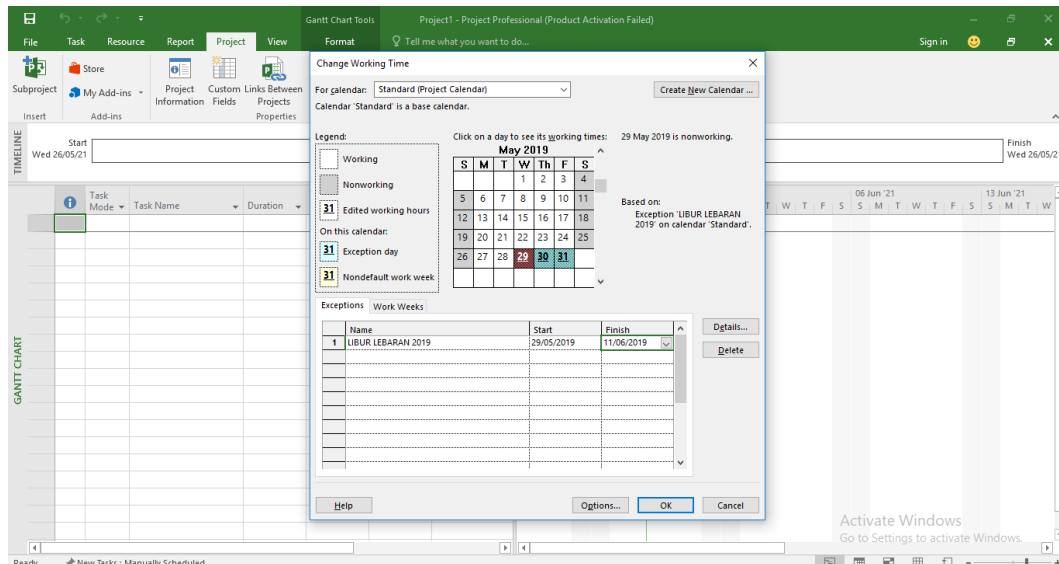 Gantt Chart Tools Project1 - Project Professional (Product Activation Failed)
File Task Resource Report Project View Format Tell me what you want to do... Sign in
Subproject
Store
My Add-ins
Project Information
Custom Fields
Links Between Projects
Insert Add-ins Properties
TIMELINE
Start
Wed 26/05/21
Finish
Wed 26/05/2
Task Mode Task Name Duration
06 Jun '21 13 Jun '21
T W T F S S M T W T F S S M T W
GANTT CHART
Change Working Time
For calendar: Standard (Project Calendar) Create New Calendar ...
Calendar 'Standard' is a base calendar.
Legend:
Working
Nonworking
31 Edited working hours
On this calendar:
31 Exception day
31 Nondefault work week
Click on a day to see its working times:
May 2019
S M T W Th F S
1 2 3 4
5 6 7 8 9 10 11
12 13 14 15 16 17 18
19 20 21 22 23 24 25
26 27 28 29 30 31
29 May 2019 is nonworking.
Based on:
Exception 'LIBUR LEBARAN
2019' on calendar 'Standard'.
Exceptions Work Weeks
Name Start Finish
1 LIBUR LEBARAN 2019 29/05/2019 11/06/2019
Details...
Delete
Help Options... OK Cancel
Activate Windows
Go to Settings to activate Windows.
Ready New Tasks : Manually Scheduled